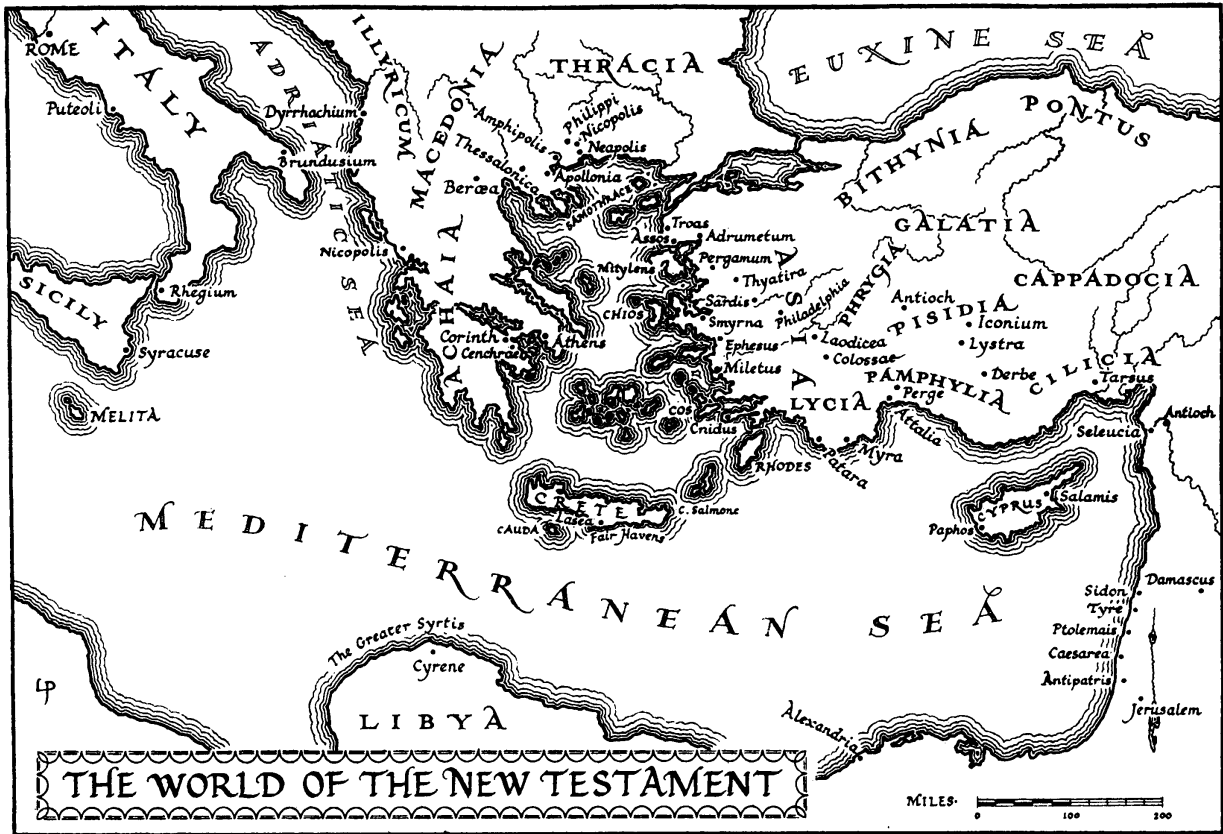 ROME
ITALY
ADRIATIC SEA
ILLYRICUM
MACEDONIA
THRACIA
EUXINE SEA
PONTUS
BITHYNIA
Puteoli
Dyrrhachium
Brundusium
Amphipolis
Philippi
Nicopolis
Neapolis
Thessalonica
Apollonia
Berœa
SAMOTHRACE
GALATIA
CAPPADOCIA
Nicopolis
ACHAIA
Troas
Assos
Adrumetum
Pergamum
Mitylene
Thyatira
ASIA
PHRYGIA
Antioch
PISIDIA
Iconium
Lystra
SICILY
Rhegium
Syracuse
MELITA
CHIOS
Sardis
Philadelphia
Smyrna
Corinth
Athens
Cenchrae
Ephesus
Laodicea
Colossae
Miletus
Derbe
CILICIA
Tarsus
PAMPHYLIA
Perge
LYCIA
Attalia
COS
Cnidus
Antioch
Seleucia
RHODES
Patara
Myra
CRETE
Lasea
C. Salmone
CAUDA
Fair Havens
CYPRUS
Salamis
Paphos
MEDITERRANEAN SEA
Damascus
Sidon
Tyre
Ptolemais
Caesarea
Antipatris
Jerusalem
The Greater Syrtis
Cyrene
LP
LIBYA
Alexandria
THE WORLD OF THE NEW TESTAMENT
MILES.
0 100 200